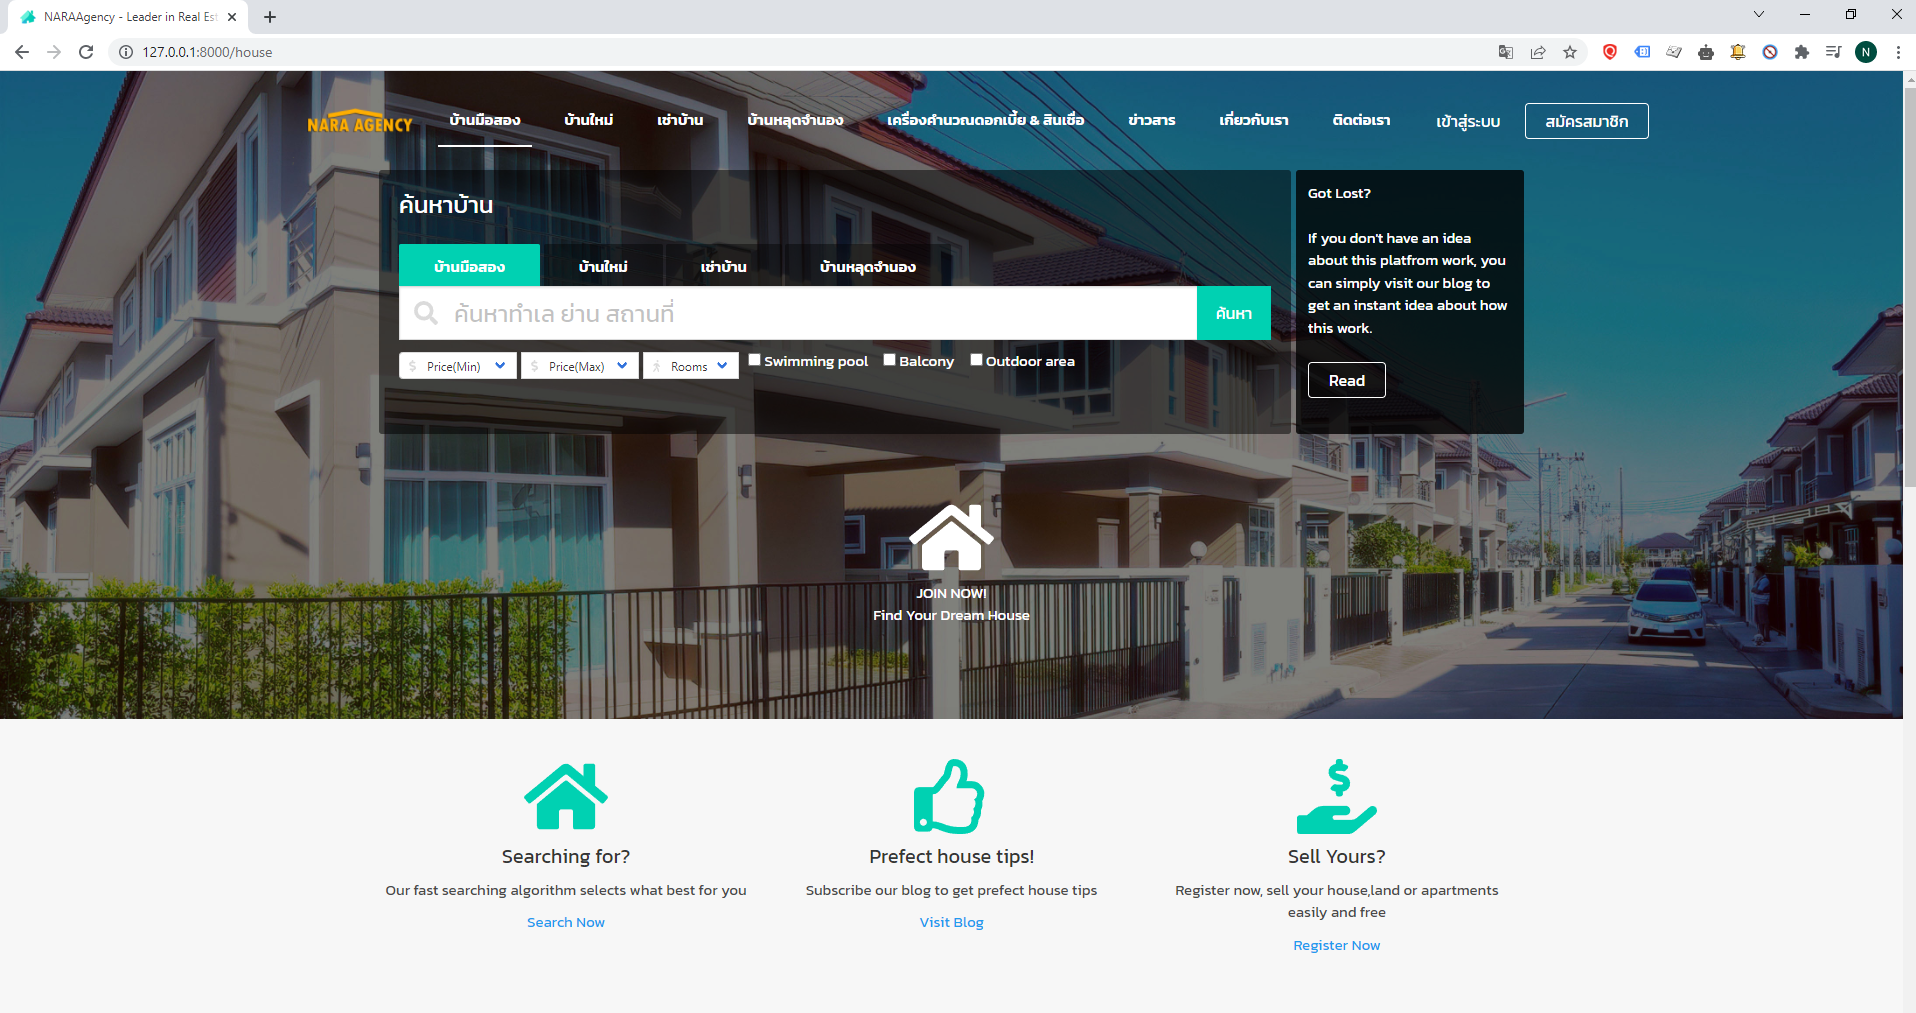 NARAAgency - Leader in Real Est
127.0.0.1:8000/house
N
NARA AGENCY
บ้านมือสอง
บ้านใหม่
เช่าบ้าน
บ้านหลุดจำนอง
เครื่องคำนวณดอกเบี้ย & สินเชื่อ
ข่าวสาร
เกี่ยวกับเรา
ติดต่อเรา
เข้าสู่ระบบ
สมัครสมาชิก
ค้นหาบ้าน
บ้านมือสอง
บ้านใหม่
เช่าบ้าน
บ้านหลุดจำนอง
ค้นหาทำเล ย่าน สถานที่
ค้นหา
Price(Min)
Price(Max)
Rooms
Swimming pool
Balcony
Outdoor area
Got Lost?
If you don't have an idea
about this platfrom work, you
can simply visit our blog to
get an instant idea about how
this work.
Read
JOIN NOW!
Find Your Dream House
Searching for?
Our fast searching algorithm selects what best for you
Search Now
Prefect house tips!
Subscribe our blog to get prefect house tips
Visit Blog
Sell Yours?
Register now, sell your house,land or apartments
easily and free
Register Now